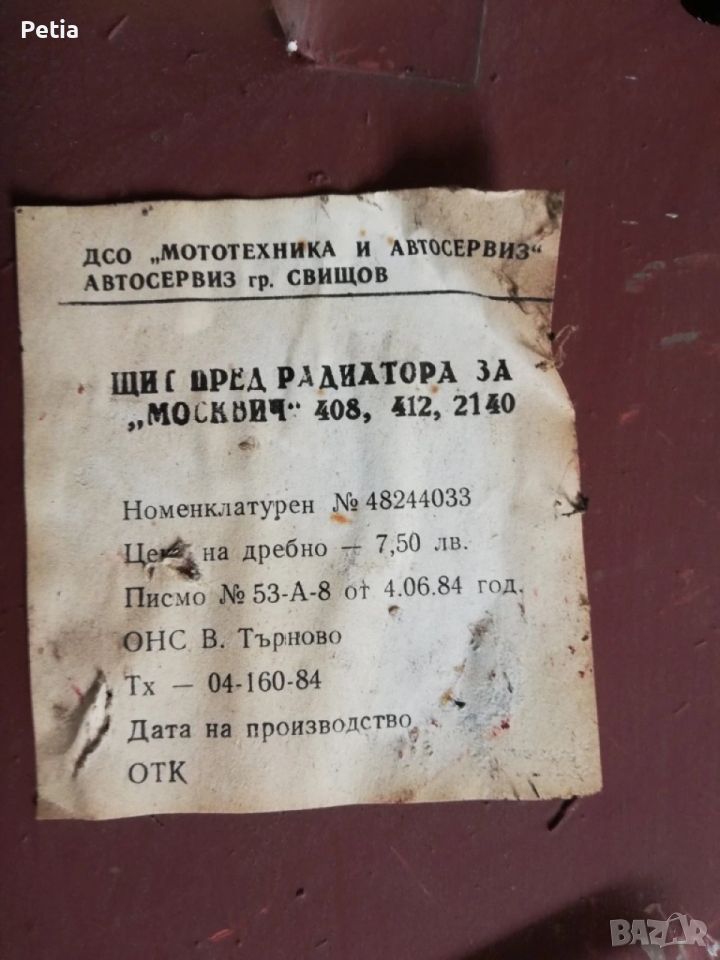 Petia
ДСО „МОТОТЕХНИКА И АВТОСЕРВИЗ“
АВТОСЕРВИЗ гр. СВИЩОВ
ЩИТ ПРЕД РАДИАТОРА ЗА
„МОСКВИЧ“ 408, 412, 2140
Номенклатурен № 48244033
Цена на дребно — 7,50 лв.
Писмо № 53-А-8 от 4.06.84 год.
ОНС В. Търново
Тх — 04-160-84
Дата на производство
ОТК
BAZAR